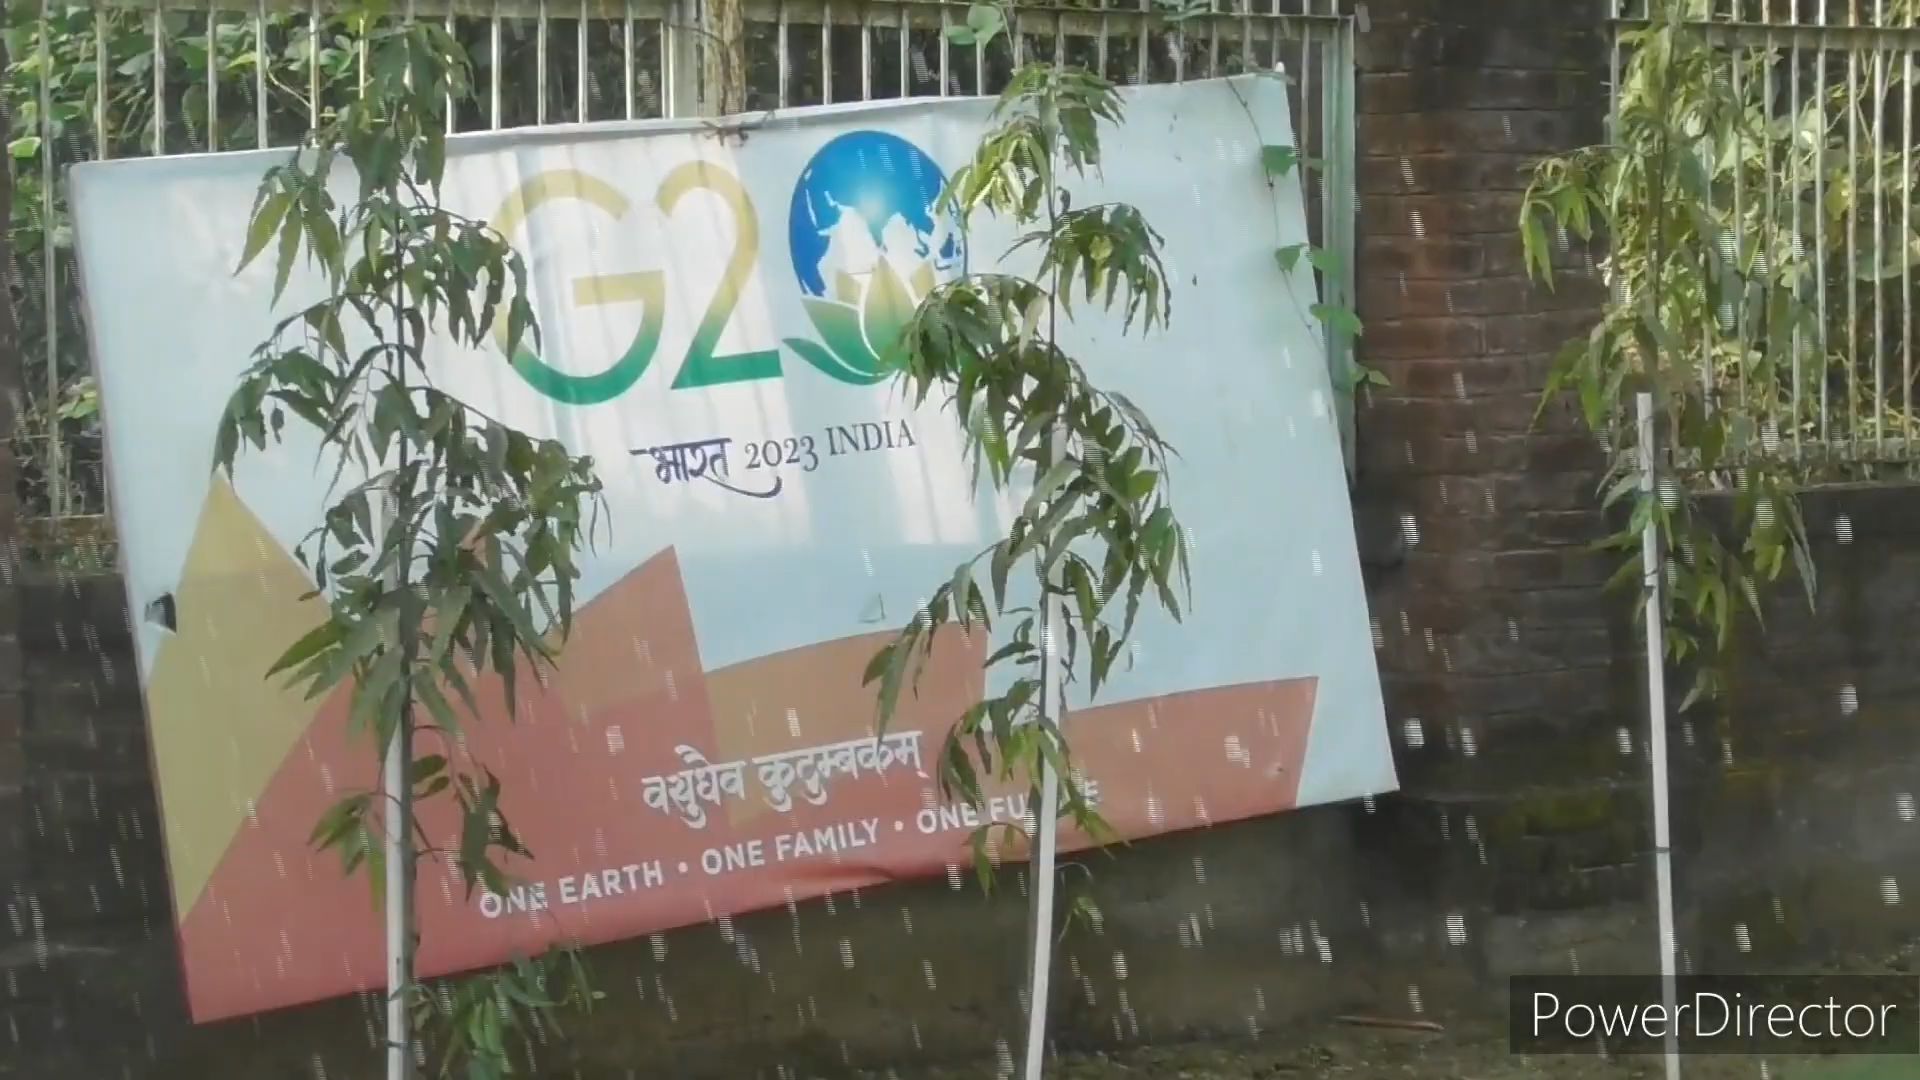 G20
भारत 2023 INDIA
वसुधैव कुटुम्बकम्
ONE EARTH • ONE FAMILY • ONE
PowerDirector